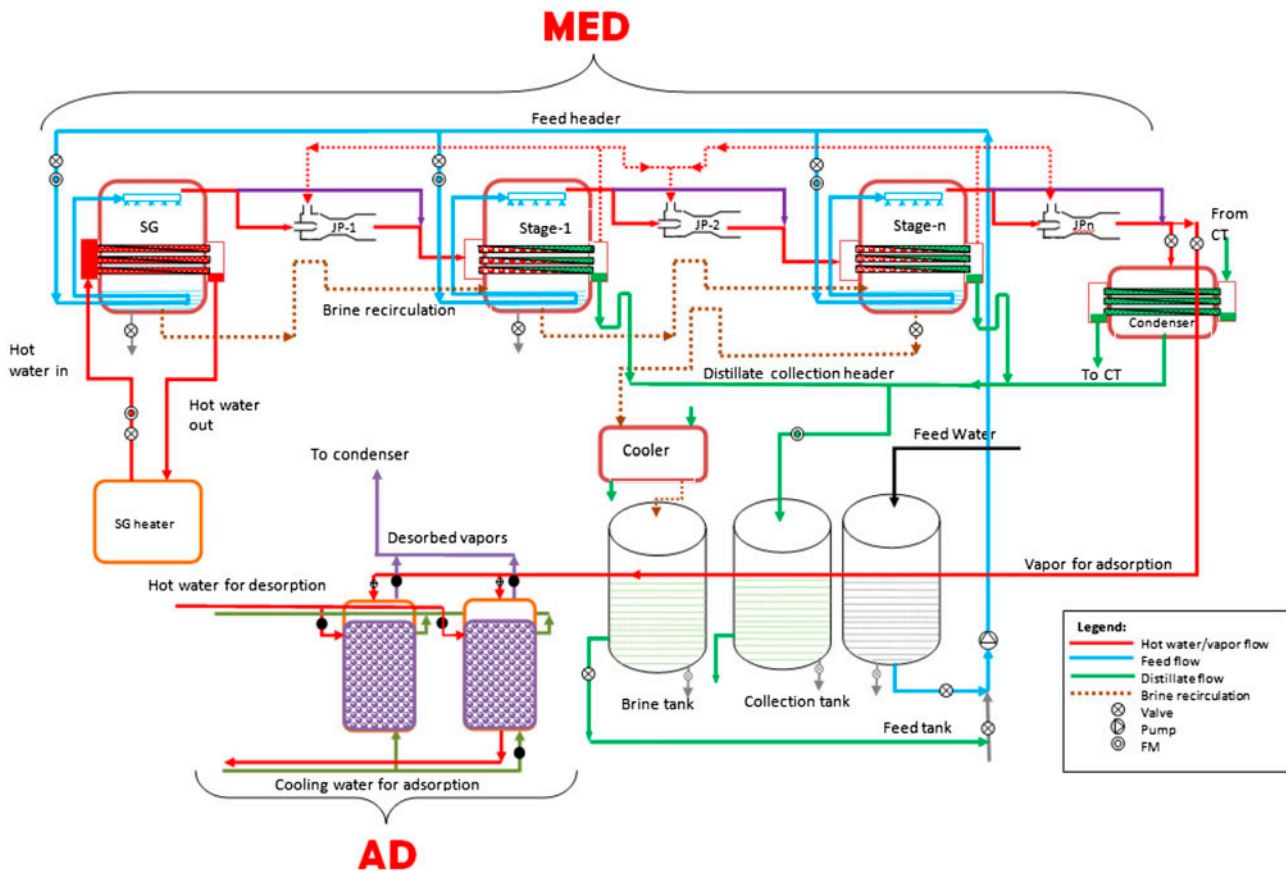 MED
Feed header
SG
JP-1
Stage-1
JP-2
Stage-n
JPn
From
CT
Brine recirculation
Condenser
Hot
water in
Hot water
out
Distillate collection header
To CT
Cooler
Feed Water
To condenser
SG heater
Desorbed vapors
Hot water for desorption
Vapor for adsorption
Legend:
Hot water/vapor flow
Feed flow
Distillate flow
Brine recirculation
Valve
Pump
FM
Brine tank
Collection tank
Feed tank
Cooling water for adsorption
AD